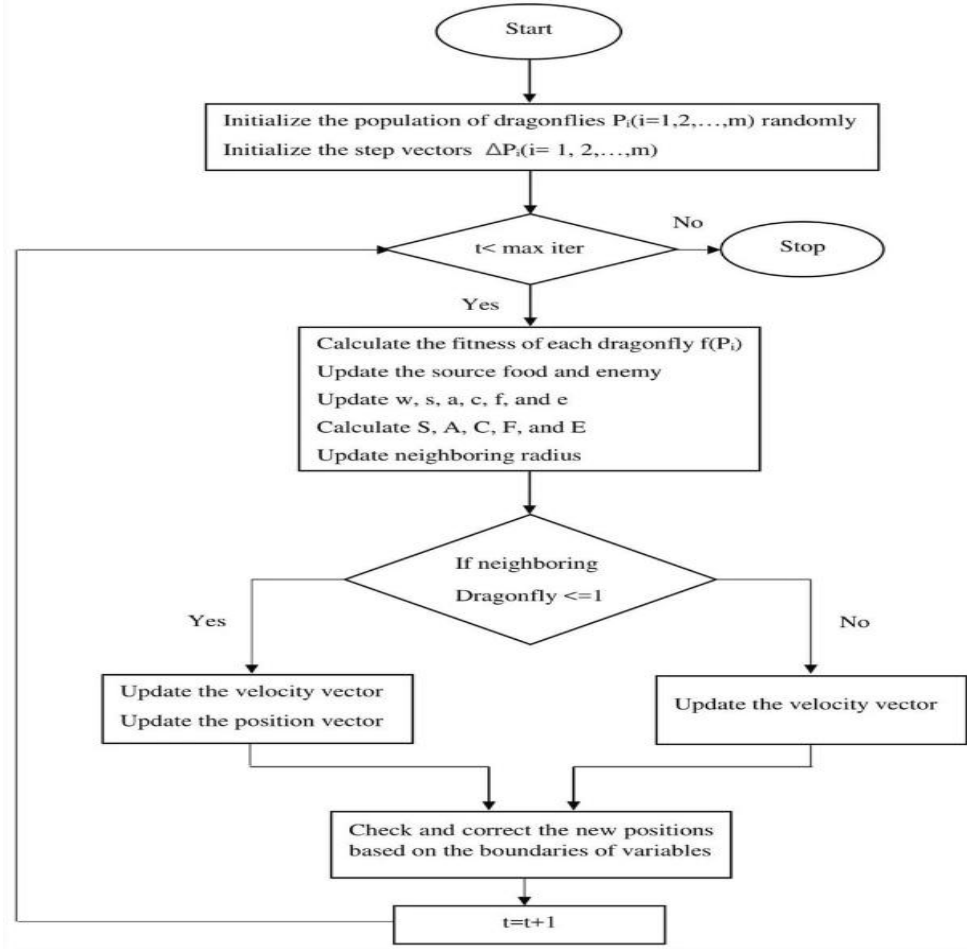 Start
Initialize the population of dragonflies Pᵢ(i=1,2,...,m) randomly
Initialize the step vectors ΔPᵢ(i= 1, 2,...,m)
t< max iter
No
Stop
Yes
Calculate the fitness of each dragonfly f(Pᵢ)
Update the source food and enemy
Update w, s, a, c, f, and e
Calculate S, A, C, F, and E
Update neighboring radius
If neighboring
Dragonfly <=1
Yes
No
Update the velocity vector
Update the position vector
Update the velocity vector
Check and correct the new positions
based on the boundaries of variables
t=t+1